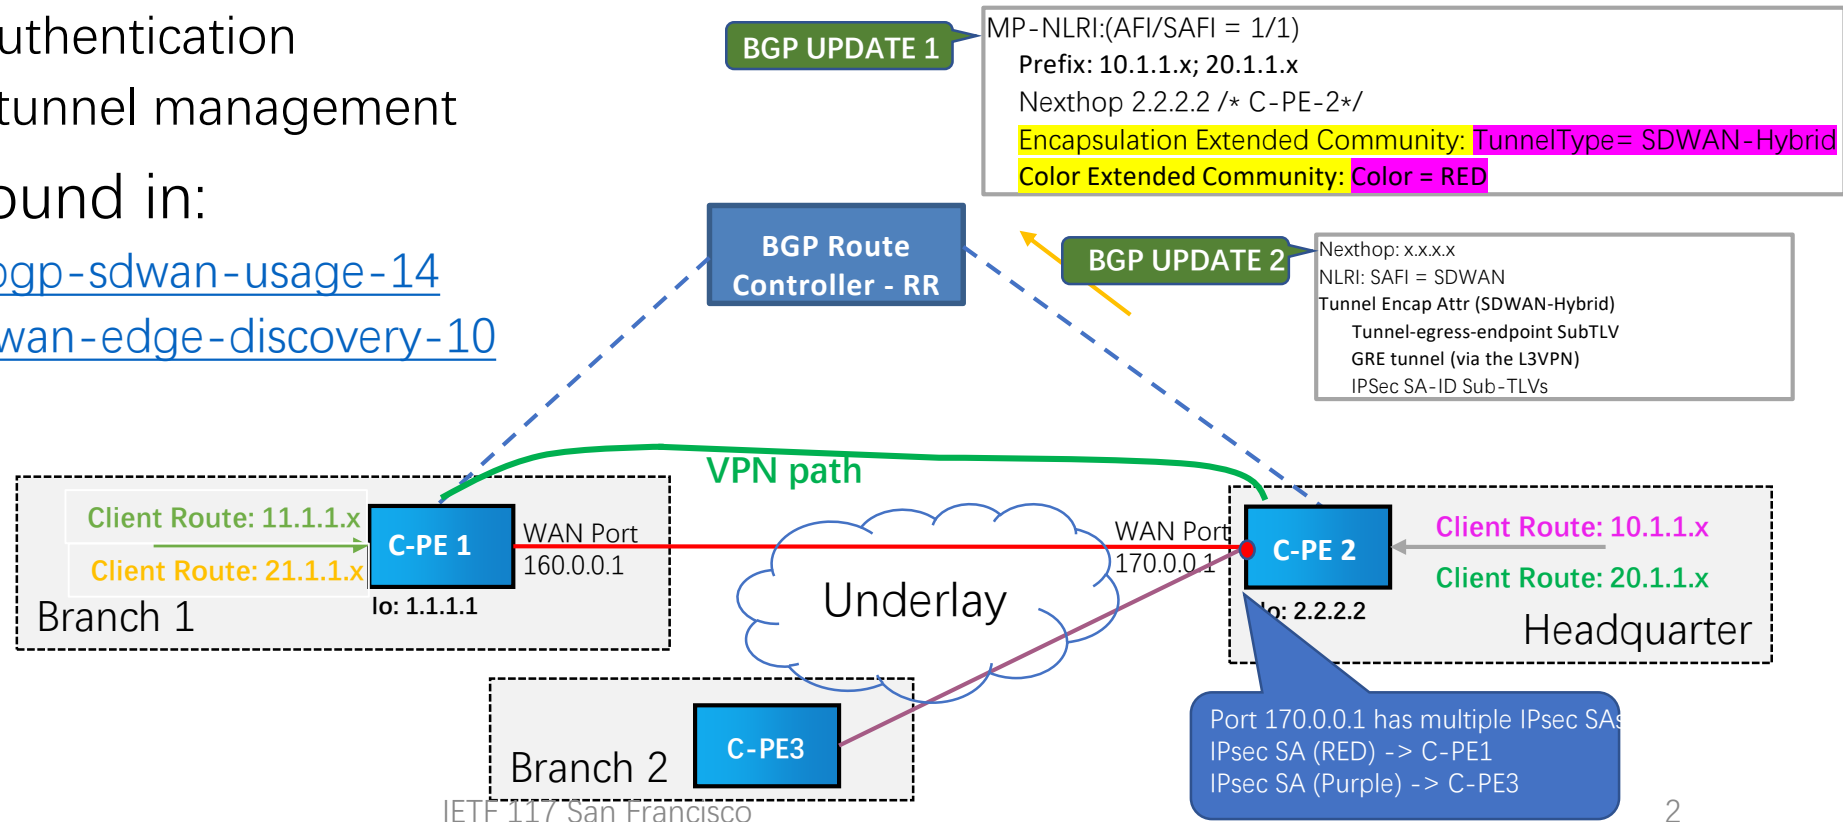 uthentication
tunnel management
ound in:
bgp-sdwan-usage-14
wan-edge-discovery-10
BGP UPDATE 1
MP-NLRI:(AFI/SAFI = 1/1)
Prefix: 10.1.1.x; 20.1.1.x
Nexthop 2.2.2.2 /* C-PE-2*/
Encapsulation Extended Community: TunnelType= SDWAN-Hybrid
Color Extended Community: Color = RED
BGP Route
Controller - RR
BGP UPDATE 2
Nexthop: x.x.x.x
NLRI: SAFI = SDWAN
Tunnel Encap Attr (SDWAN-Hybrid)
Tunnel-egress-endpoint SubTLV
GRE tunnel (via the L3VPN)
IPSec SA-ID Sub-TLVs
VPN path
Client Route: 11.1.1.x
Client Route: 21.1.1.x
C-PE 1
WAN Port
160.0.0.1
lo: 1.1.1.1
Branch 1
Underlay
WAN Port
170.0.0.1
C-PE 2
lo: 2.2.2.2
Client Route: 10.1.1.x
Client Route: 20.1.1.x
Headquarter
C-PE3
Branch 2
Port 170.0.0.1 has multiple IPsec SAs
IPsec SA (RED) -> C-PE1
IPsec SA (Purple) -> C-PE3
IETF 117 San Francisco
2